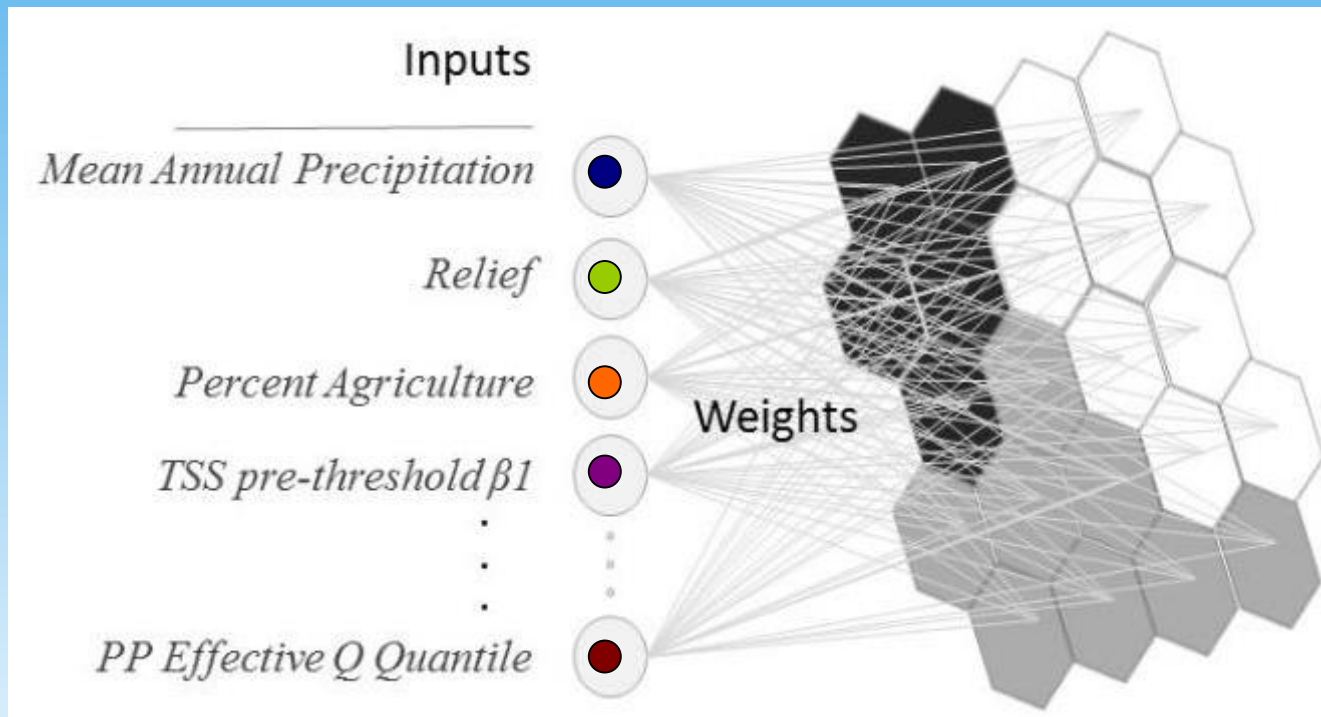 Inputs
Mean Annual Precipitation
Relief
Percent Agriculture
Weights
TSS pre-threshold β1
PP Effective Q Quantile